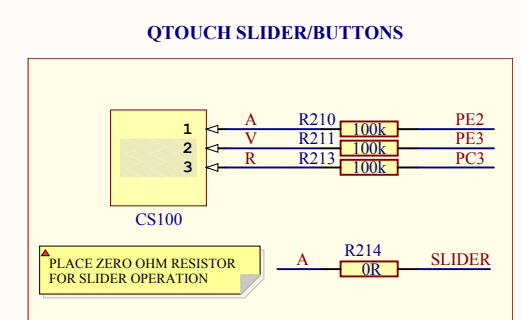 QTOUCH SLIDER/BUTTONS
1 A R210 100k PE2
2 V R211 100k PE3
3 R R213 100k PC3
CS100
PLACE ZERO OHM RESISTOR
FOR SLIDER OPERATION
A R214 0R SLIDER